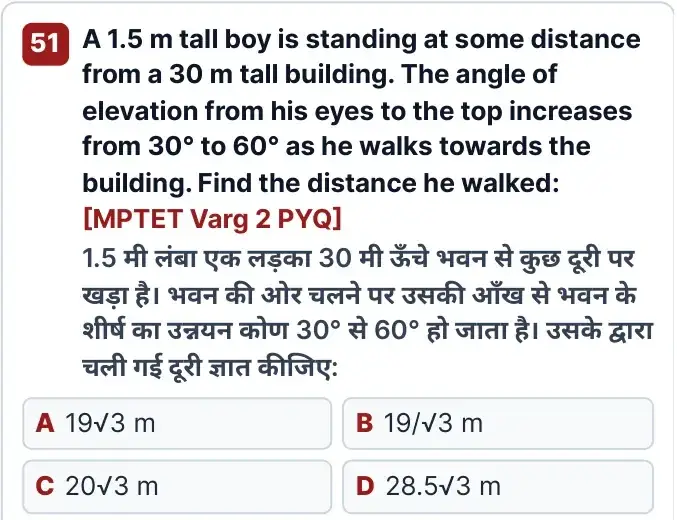 51 A 1.5 m tall boy is standing at some distance
from a 30 m tall building. The angle of
elevation from his eyes to the top increases
from 30° to 60° as he walks towards the
building. Find the distance he walked:
[MPTET Varg 2 PYQ]
1.5 मी लंबा एक लड़का 30 मी ऊँचे भवन से कुछ दूरी पर
खड़ा है। भवन की ओर चलने पर उसकी आँख से भवन के
शीर्ष का उन्नयन कोण 30° से 60° हो जाता है। उसके द्वारा
चली गई दूरी ज्ञात कीजिए:
A 19√3 m
B 19/√3 m
C 20√3 m
D 28.5√3 m